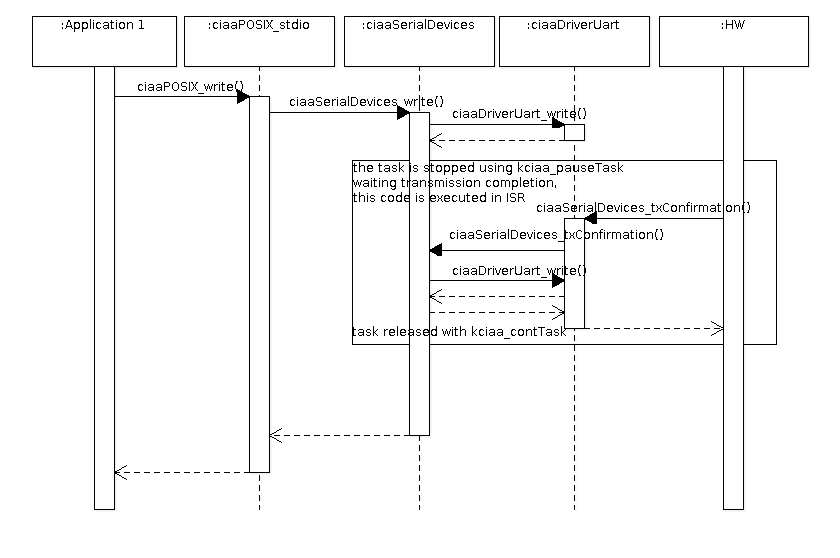 :Application 1
:ciaaPOSIX_stdio
:ciaaSerialDevices
:ciaaDriverUart
:HW
ciaaPOSIX_write()
ciaaSerialDevices_write()
ciaaDriverUart_write()
the task is stopped using kciaa_pauseTask
waiting transmission completion,
this code is executed in ISR
ciaaSerialDevices_txConfirmation()
ciaaSerialDevices_txConfirmation()
ciaaDriverUart_write()
task released with kciaa_contTask